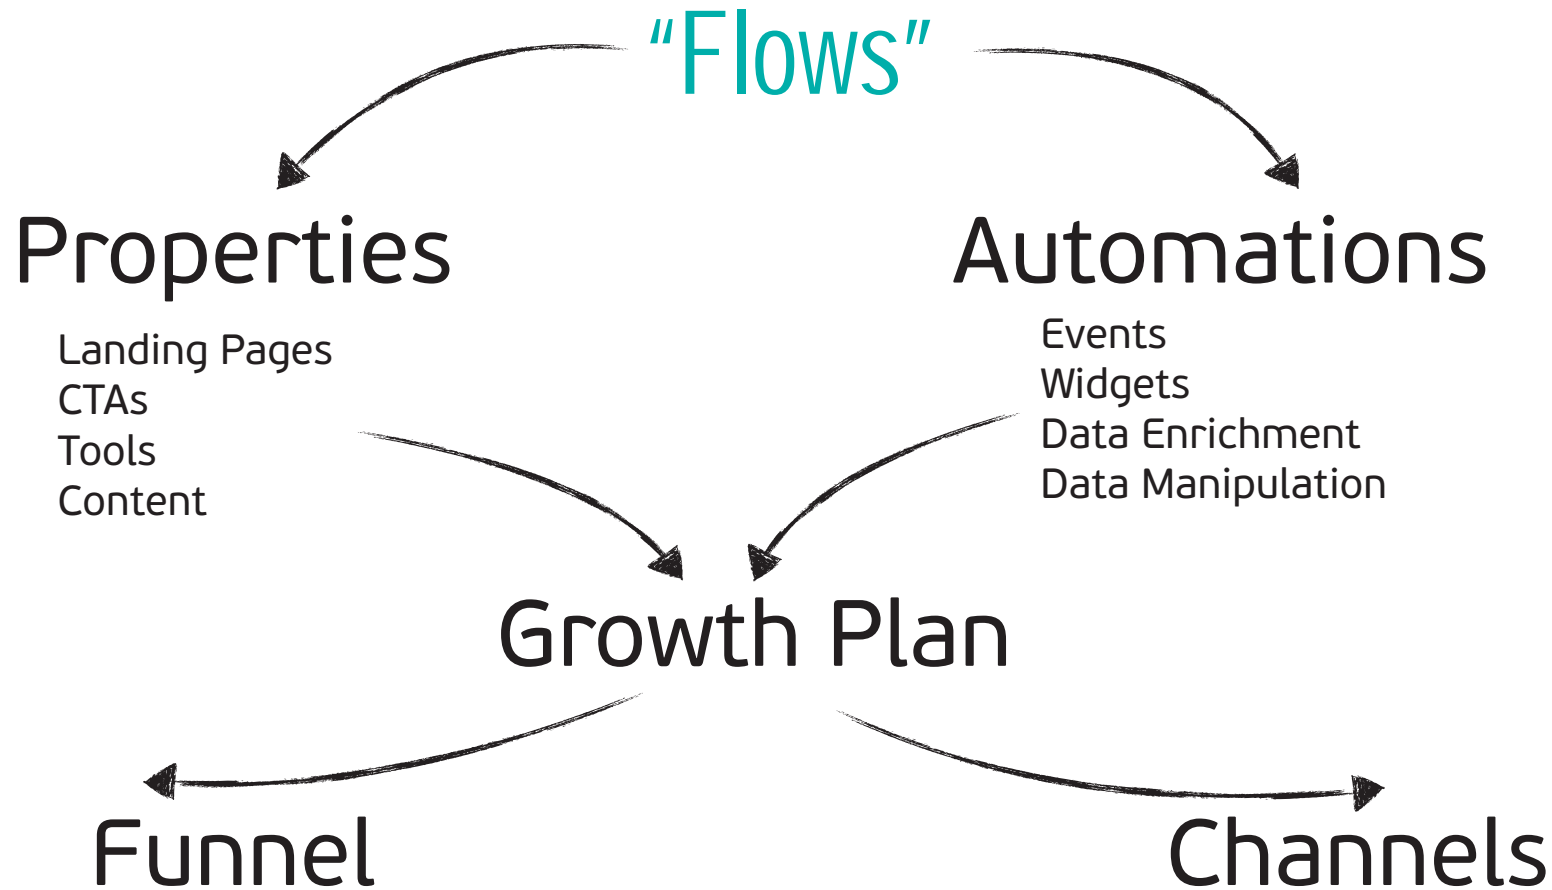 “Flows”
Properties
Landing Pages
CTAs
Tools
Content
Automations
Events
Widgets
Data Enrichment
Data Manipulation
Growth Plan
Funnel
Channels